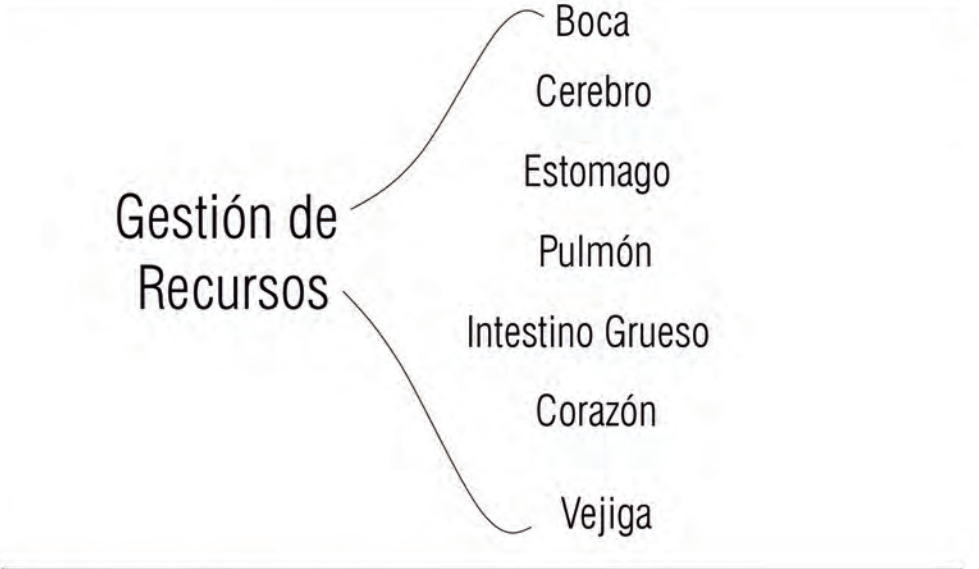 Boca
Cerebro
Estomago
Gestión de
Recursos
Pulmón
Intestino Grueso
Corazón
Vejiga